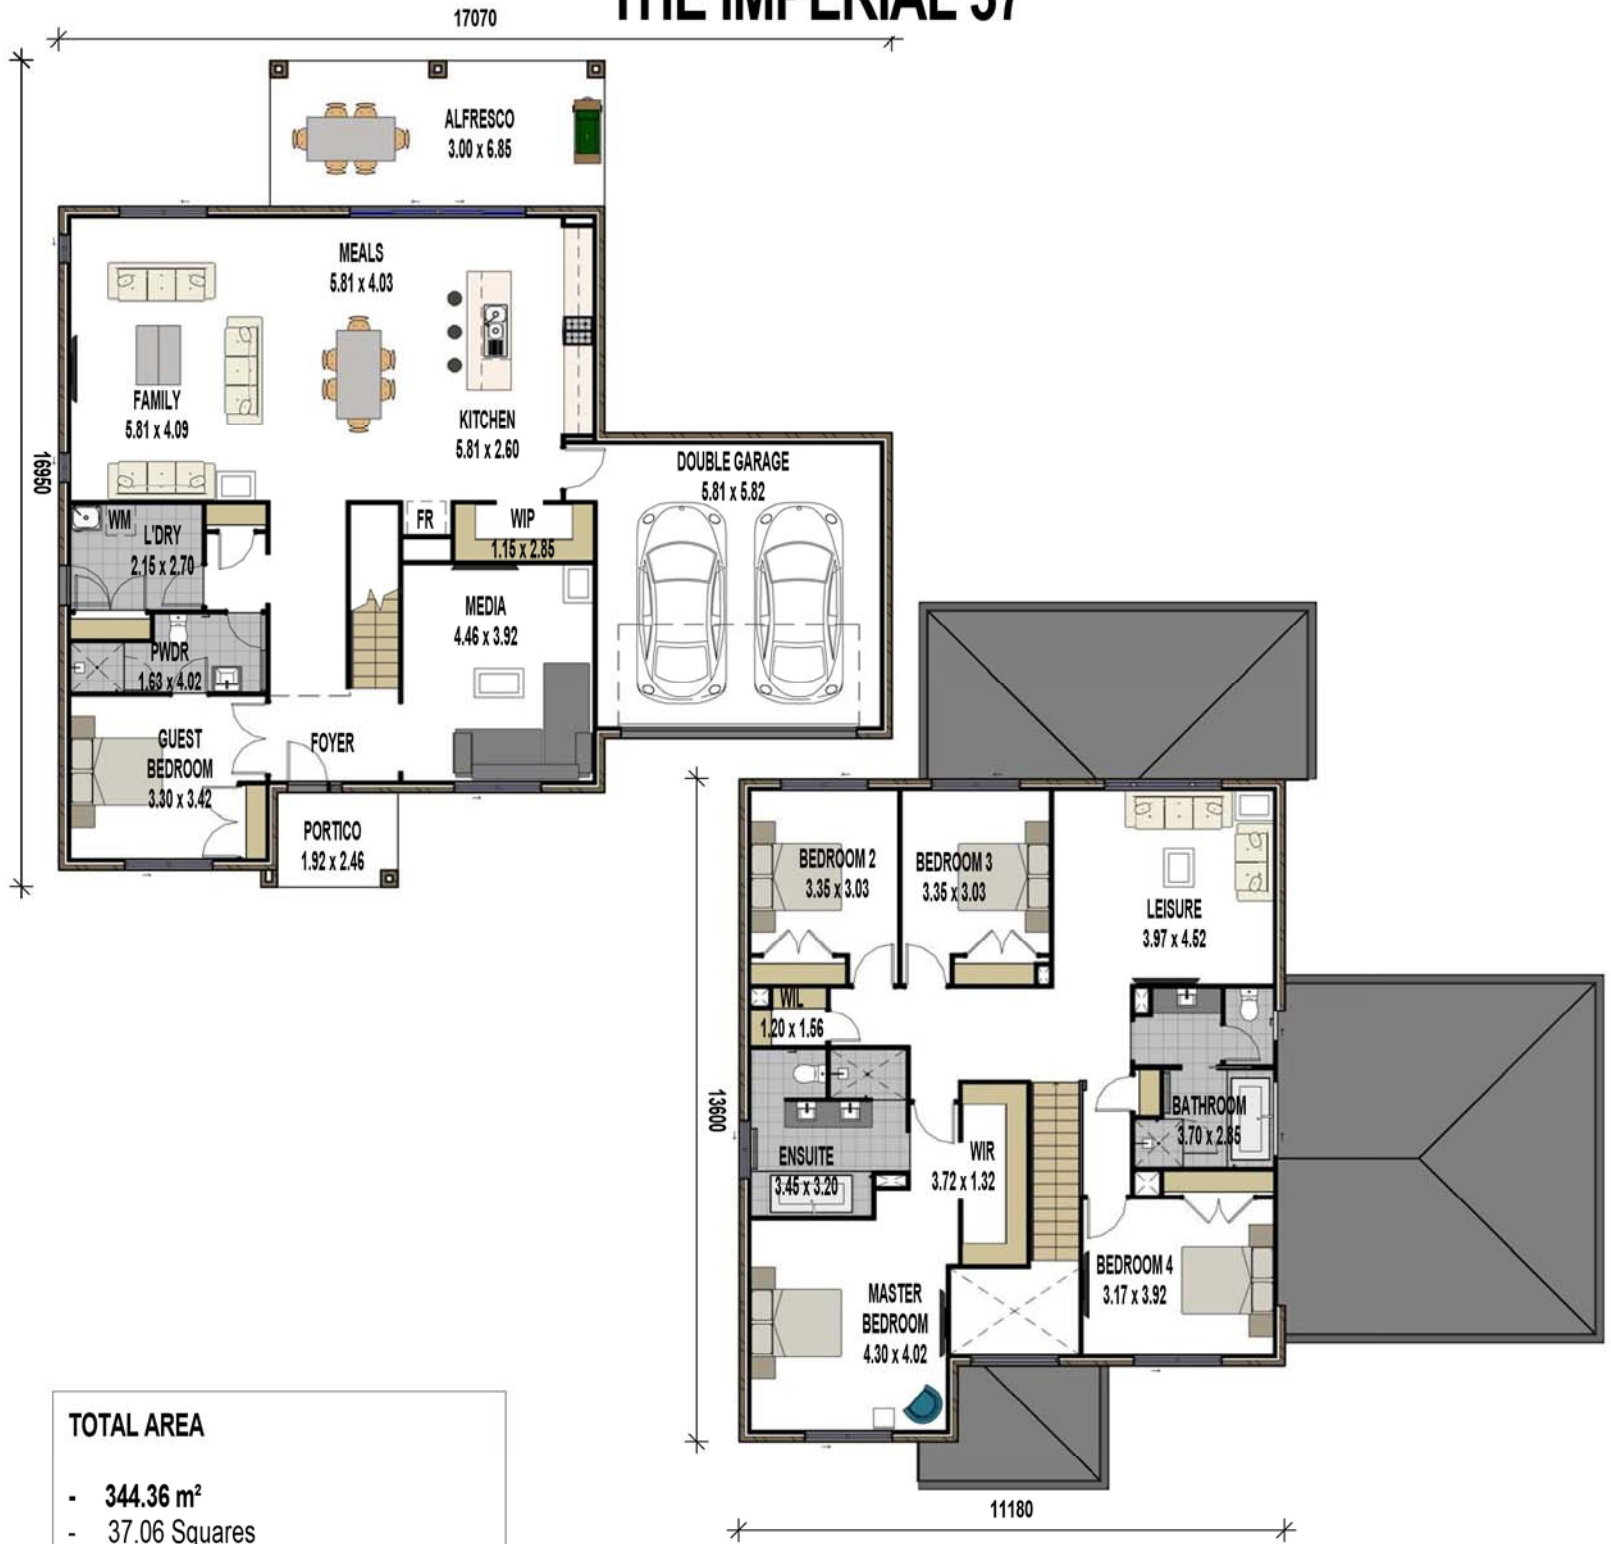 THE IMPERIAL 37
17070
16950
ALFRESCO
3.00 x 6.85
MEALS
5.81 x 4.03
FAMILY
5.81 x 4.09
KITCHEN
5.81 x 2.60
DOUBLE GARAGE
5.81 x 5.82
WM
L'DRY
2.15 x 2.70
FR
WIP
1.15 x 2.85
MEDIA
4.46 x 3.92
PWDR
1.63 x 4.02
GUEST
BEDROOM
3.30 x 3.42
FOYER
PORTICO
1.92 x 2.46
13600
BEDROOM 2
3.35 x 3.03
BEDROOM 3
3.35 x 3.03
LEISURE
3.97 x 4.52
WIL
1.20 x 1.56
BATHROOM
3.70 x 2.85
ENSUITE
3.45 x 3.20
WIR
3.72 x 1.32
BEDROOM 4
3.17 x 3.92
MASTER
BEDROOM
4.30 x 4.02
11180
TOTAL AREA
- 344.36 m²
- 37.06 Squares